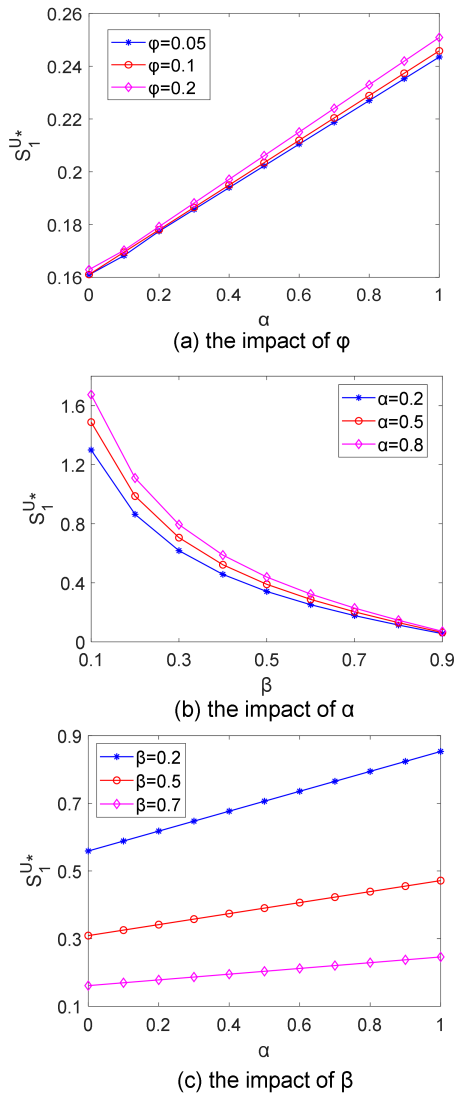 0.26
0.24
0.22
0.2
0.18
0.16
S₁ᵁ*
φ=0.05
φ=0.1
φ=0.2
0 0.2 0.4 0.6 0.8 1
α
(a) the impact of φ
1.6
1.2
0.8
0.4
0
S₁ᵁ*
α=0.2
α=0.5
α=0.8
0.1 0.3 0.5 0.7 0.9
β
(b) the impact of α
0.9
0.7
0.5
0.3
0.1
S₁ᵁ*
β=0.2
β=0.5
β=0.7
0 0.2 0.4 0.6 0.8 1
α
(c) the impact of β